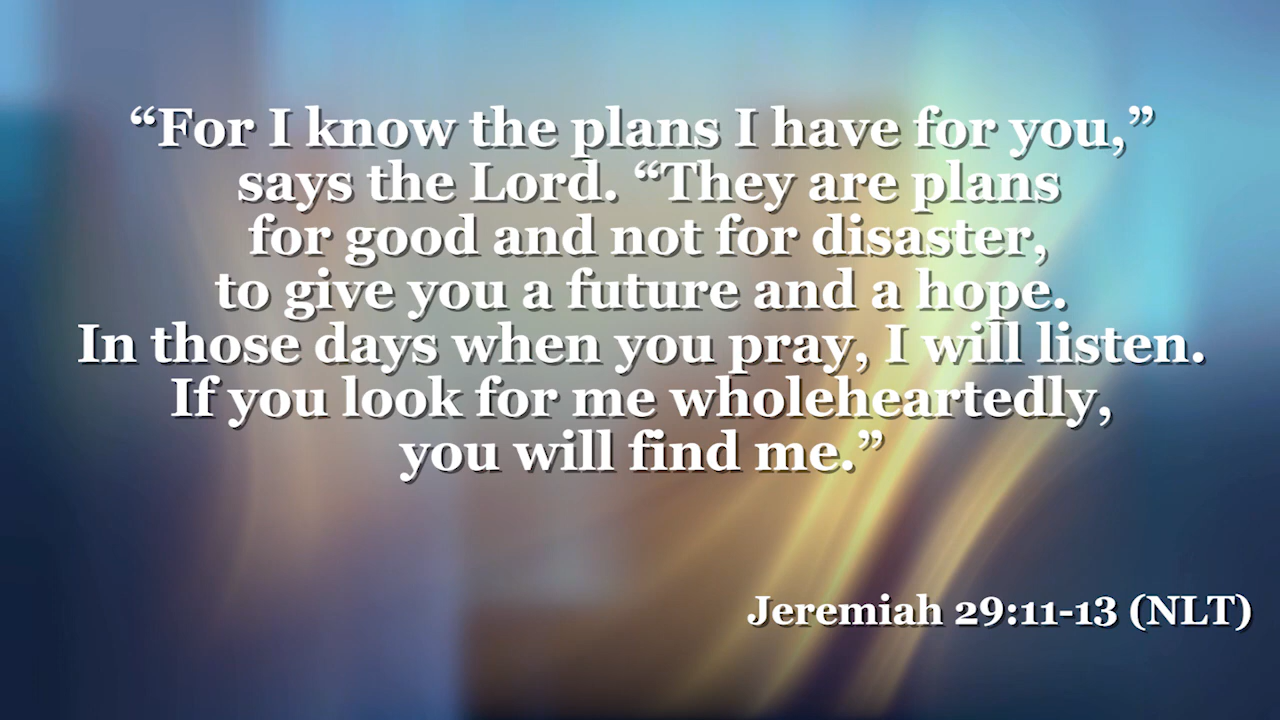 “For I know the plans I have for you,”
says the Lord. “They are plans
for good and not for disaster,
to give you a future and a hope.
In those days when you pray, I will listen.
If you look for me wholeheartedly,
you will find me.”
Jeremiah 29:11-13 (NLT)